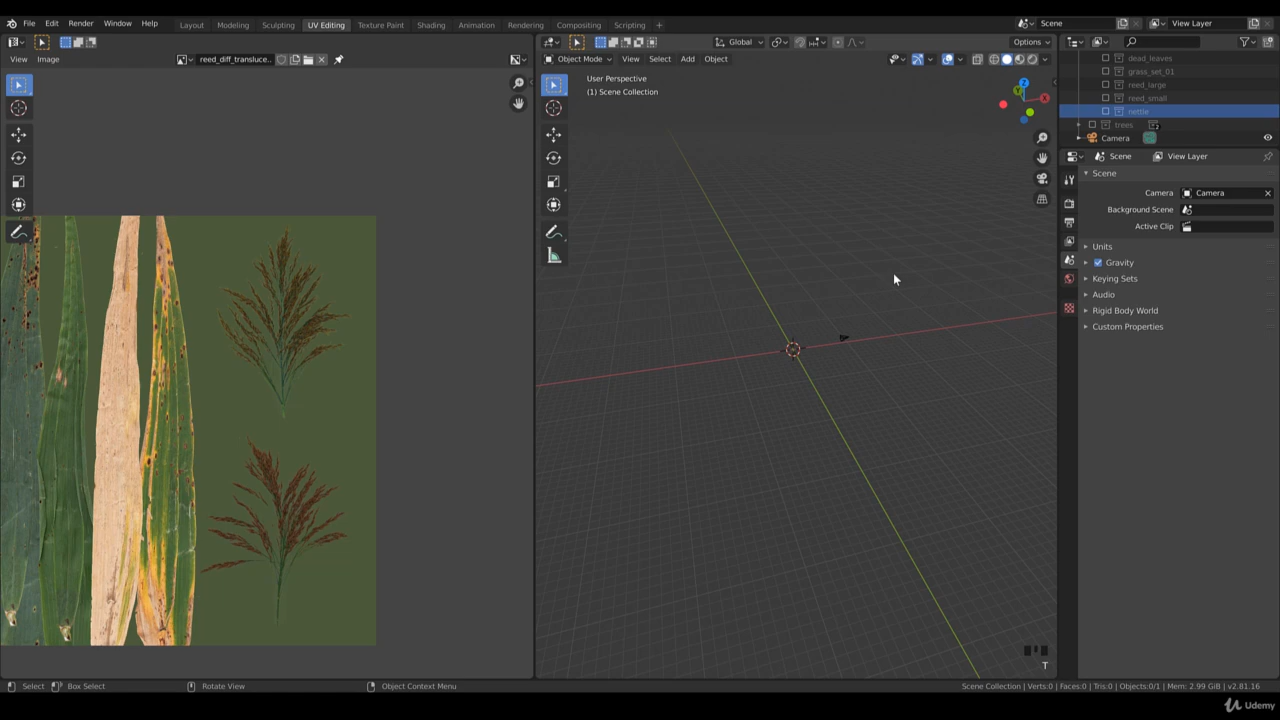 File Edit Render Window Help Layout Modeling Sculpting UV Editing Texture Paint Shading Animation Rendering Compositing Scripting + Scene View Layer
View Image reed_diff_transluce..
Global Options
Object Mode View Select Add Object
User Perspective
(1) Scene Collection
Z
Y
X
dead_leaves
grass_set_01
reed_large
reed_small
nettle
trees 2
Camera
Scene View Layer
Scene
Camera Camera
Background Scene
Active Clip
Units
Gravity
Keying Sets
Audio
Rigid Body World
Custom Properties
T
Select Box Select Rotate View Object Context Menu Scene Collection | Verts:0 | Faces:0 | Tris:0 | Objects:0/1 | Mem: 2.99 GiB | v2.81.16
Udemy